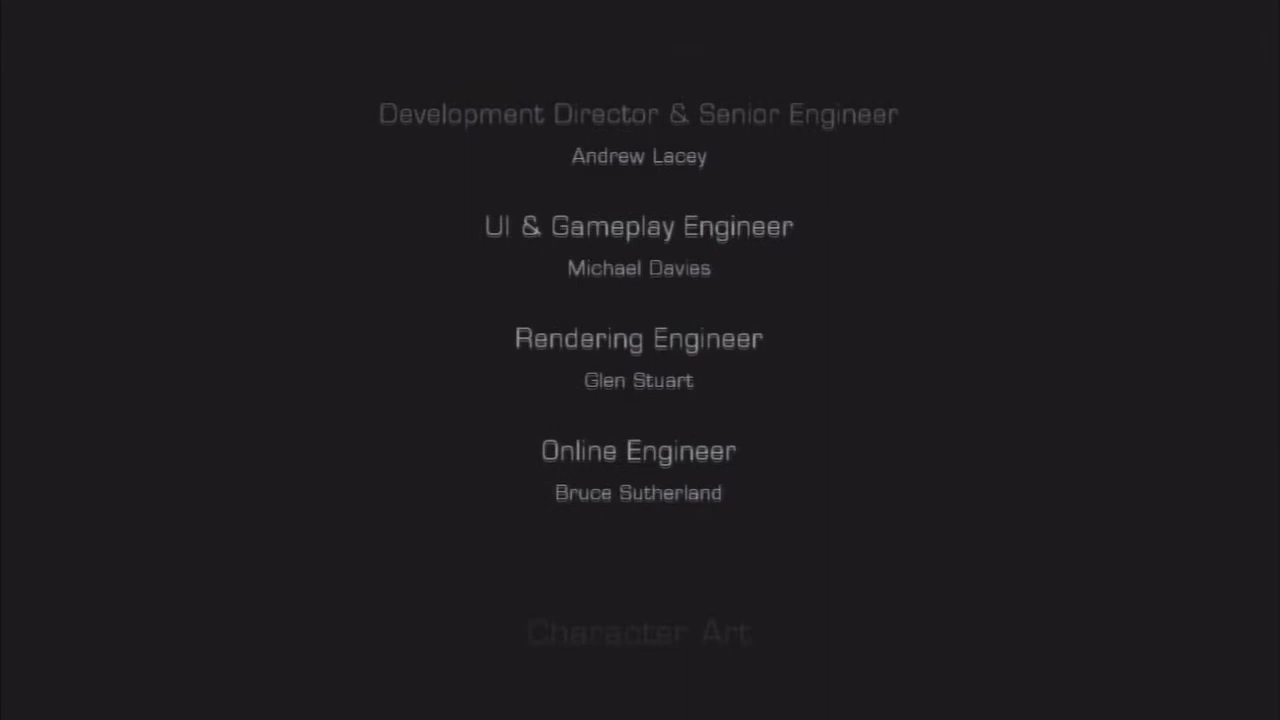 Development Director & Senior Engineer
Andrew Lacey
UI & Gameplay Engineer
Michael Davies
Rendering Engineer
Glen Stuart
Online Engineer
Bruce Sutherland
Character Art